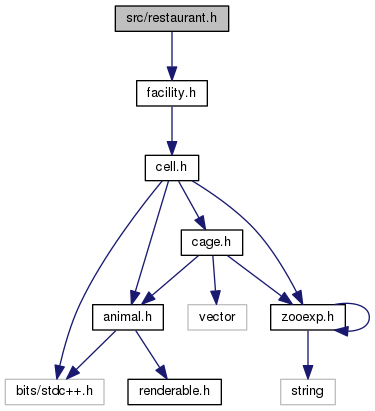 src/restaurant.h
facility.h
cell.h
cage.h
animal.h
vector
zooexp.h
bits/stdc++.h
renderable.h
string